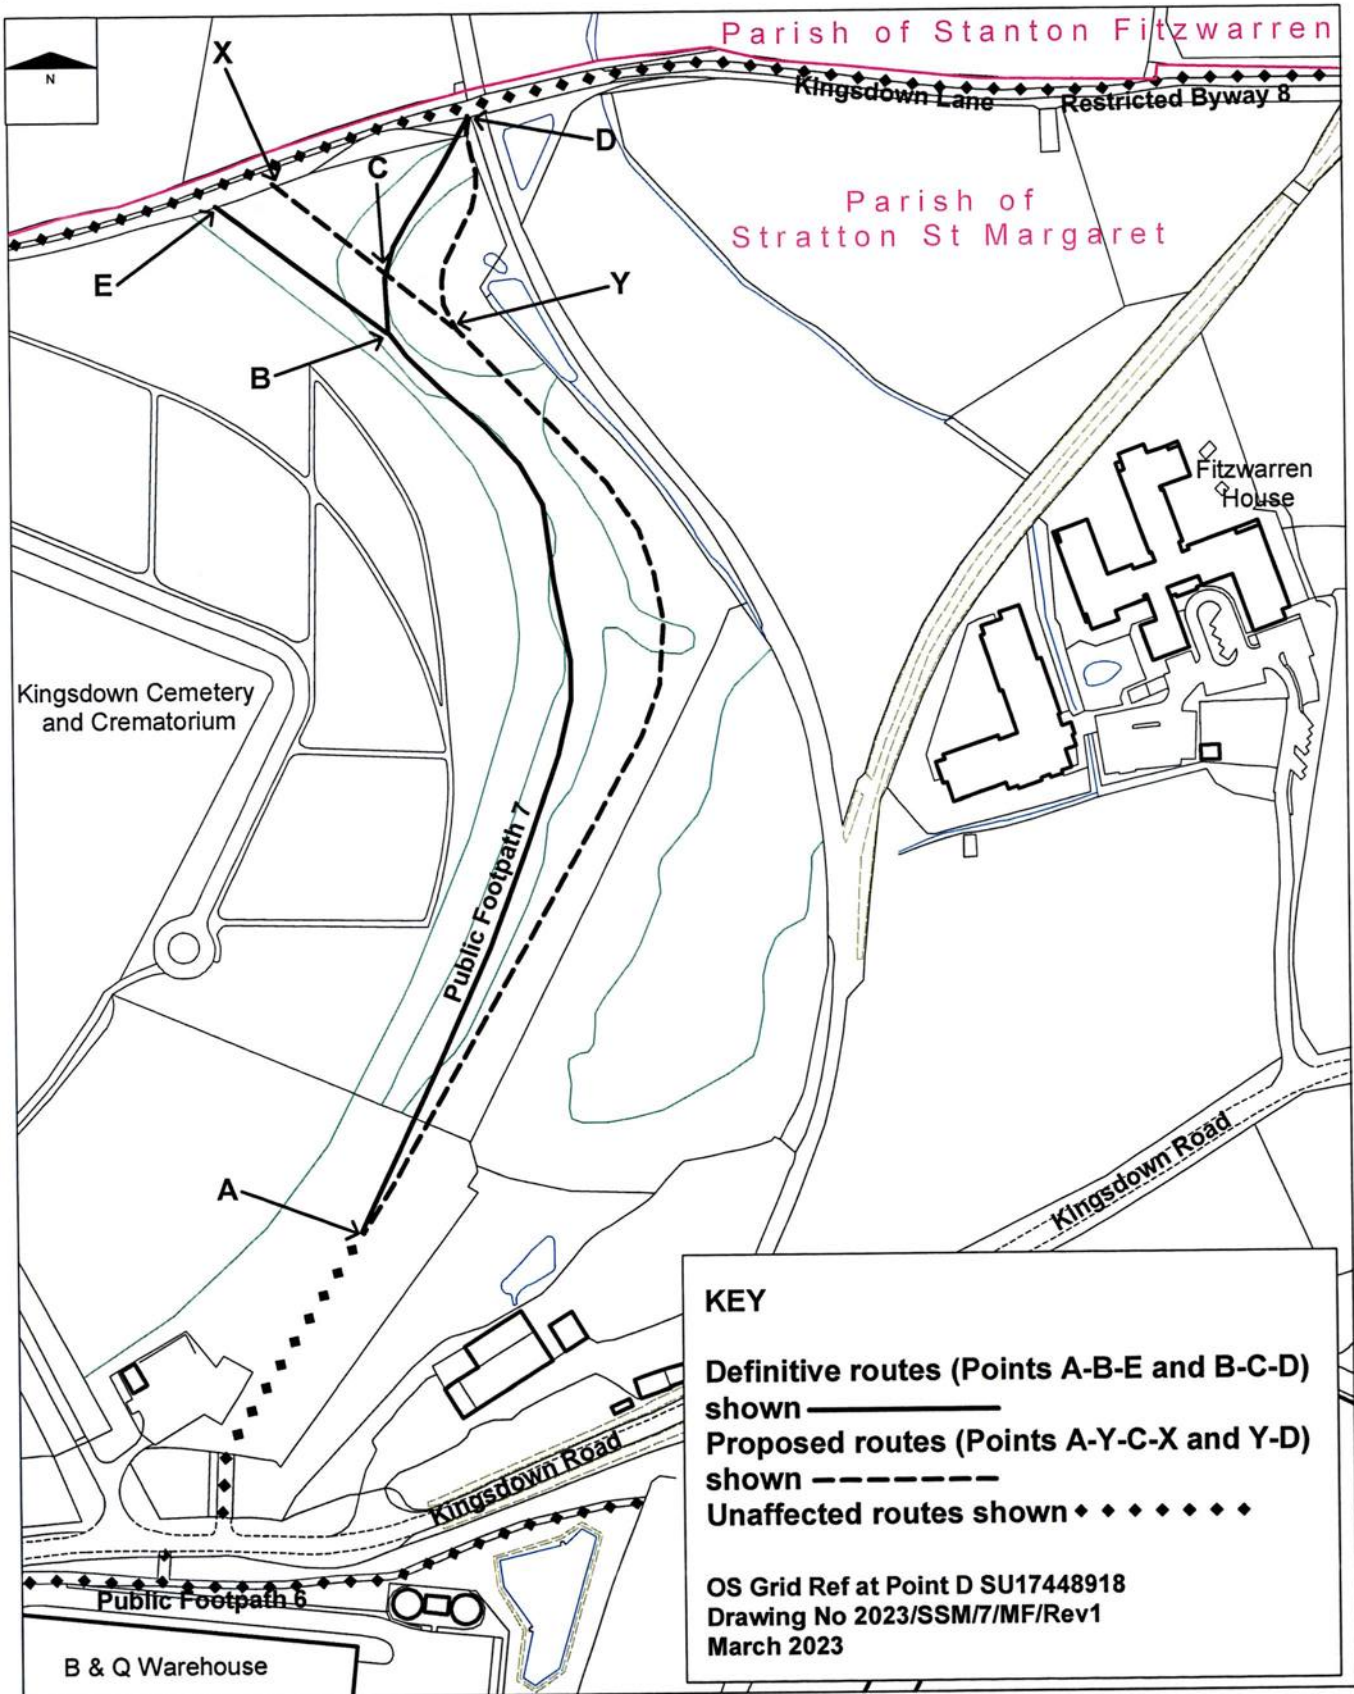 Parish of Stanton Fitzwarren
N
X
Kingsdown Lane
Restricted Byway 8
D
C
Parish of
Stratton St Margaret
E
Y
B
Fitzwarren
House
Kingsdown Cemetery
and Crematorium
Public Footpath 7
Kingsdown Road
A
KEY
Definitive routes (Points A-B-E and B-C-D)
shown
Proposed routes (Points A-Y-C-X and Y-D)
shown
Unaffected routes shown
Kingsdown Road
OS Grid Ref at Point D SU17448918
Drawing No 2023/SSM/7/MF/Rev1
March 2023
Public Footpath 6
B & Q Warehouse